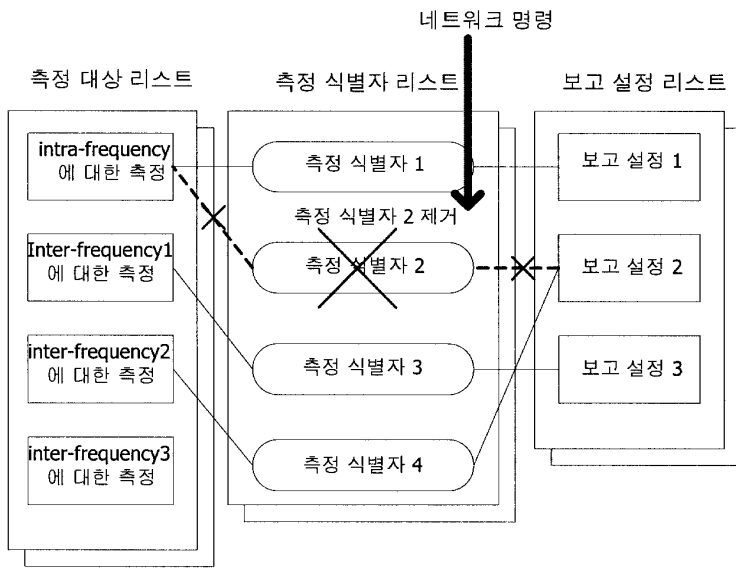 네트워크 명령
측정 대상 리스트
측정 식별자 리스트
보고 설정 리스트
intra-frequency
에 대한 측정
측정 식별자 1
보고 설정 1
측정 식별자 2 제거
Inter-frequency1
에 대한 측정
측정 식별자 2
보고 설정 2
inter-frequency2
에 대한 측정
측정 식별자 3
보고 설정 3
inter-frequency3
에 대한 측정
측정 식별자 4